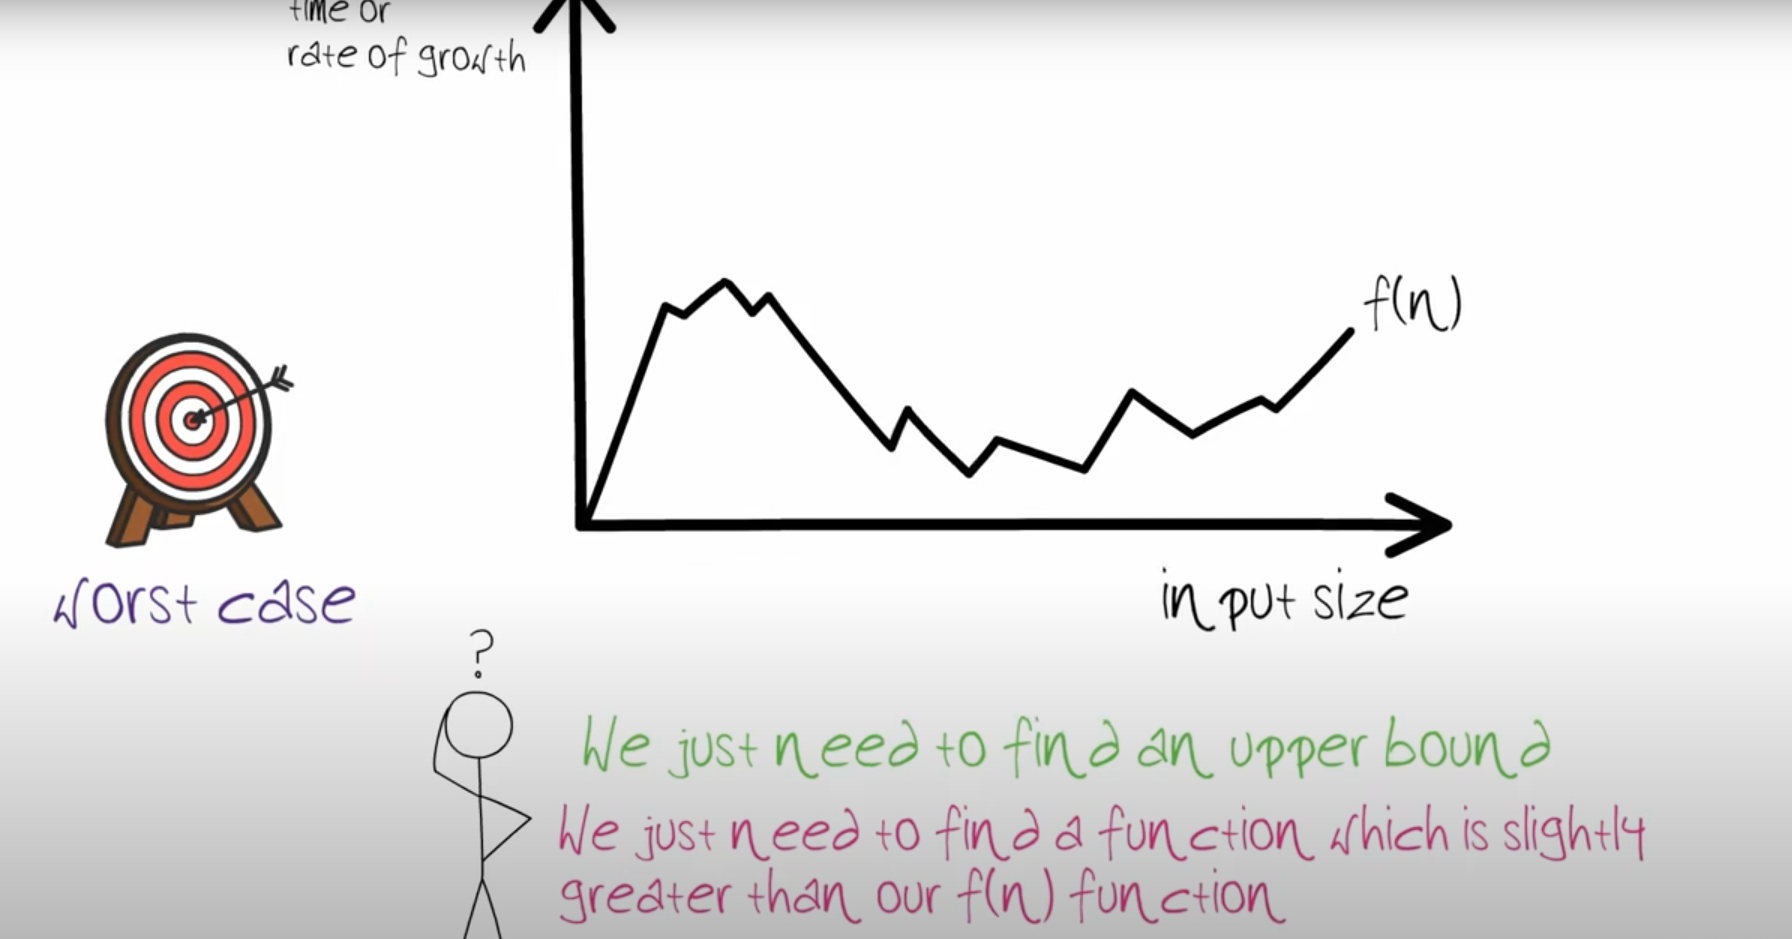 time or
rate of growth
f(n)
worst case
input size
?
We just need to find an upper bound
We just need to find a function which is slightly
greater than our f(n) function